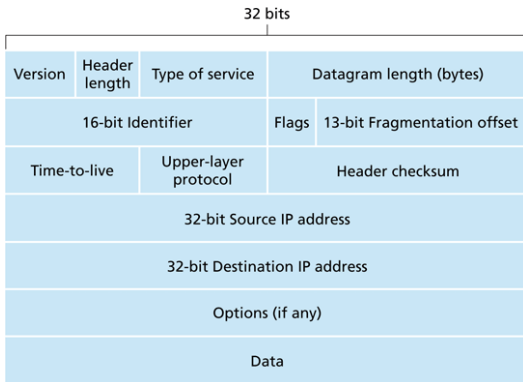 32 bits
Version
Header
length
Type of service
Datagram length (bytes)
16-bit Identifier
Flags
13-bit Fragmentation offset
Time-to-live
Upper-layer
protocol
Header checksum
32-bit Source IP address
32-bit Destination IP address
Options (if any)
Data